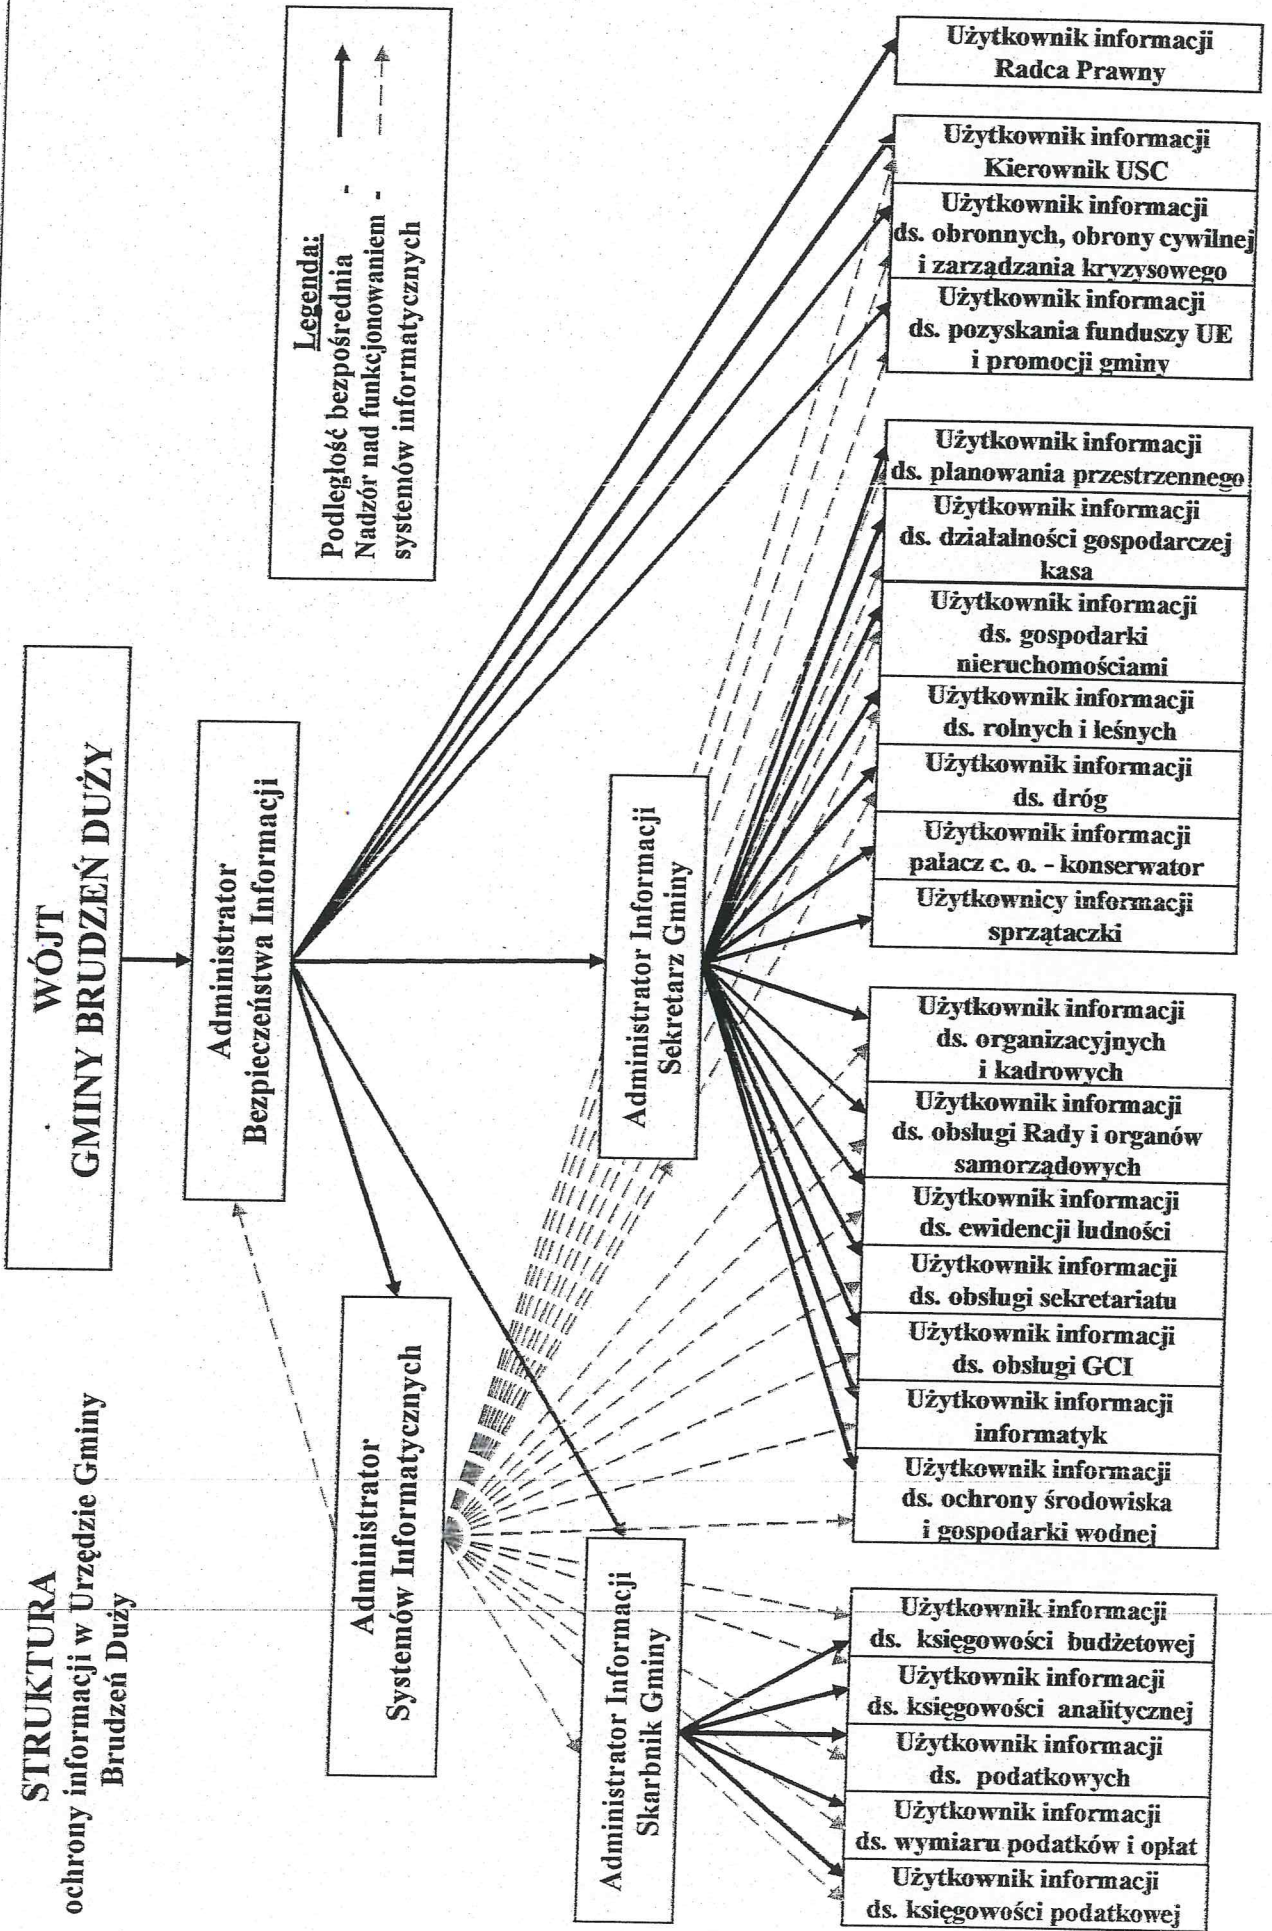 STRUKTURA
ochrony informacji w Urzędzie Gminy
Brudzeń Duży
WÓJT
GMINY BRUDZEŃ DUŻY
Legenda:
Podległość bezpośrednia -
Nadzór nad funkcjonowaniem -
systemów informatycznych
Administrator
Bezpieczeństwa Informacji
Administrator
Systemów Informatycznych
Administrator Informacji
Skarbnik Gminy
Administrator Informacji
Sekretarz Gminy
Użytkownik informacji
Radca Prawny
Użytkownik informacji
Kierownik USC
Użytkownik informacji
ds. obronnych, obrony cywilnej
i zarządzania kryzysowego
Użytkownik informacji
ds. pozyskania funduszy UE
i promocji gminy
Użytkownik informacji
ds. planowania przestrzennego
Użytkownik informacji
ds. działalności gospodarczej
kasa
Użytkownik informacji
ds. gospodarki
nieruchomościami
Użytkownik informacji
ds. rolnych i leśnych
Użytkownik informacji
ds. dróg
Użytkownik informacji
palacz c. o. - konserwator
Użytkownicy informacji
sprzątaczki
Użytkownik informacji
ds. organizacyjnych
i kadrowych
Użytkownik informacji
ds. obsługi Rady i organów
samorządowych
Użytkownik informacji
ds. ewidencji ludności
Użytkownik informacji
ds. obsługi sekretariatu
Użytkownik informacji
ds. obsługi GCI
Użytkownik informacji
informatyk
Użytkownik informacji
ds. ochrony środowiska
i gospodarki wodnej
Użytkownik informacji
ds. księgowości budżetowej
Użytkownik informacji
ds. księgowości analitycznej
Użytkownik informacji
ds. podatkowych
Użytkownik informacji
ds. wymiaru podatków i opłat
Użytkownik informacji
ds. księgowości podatkowej